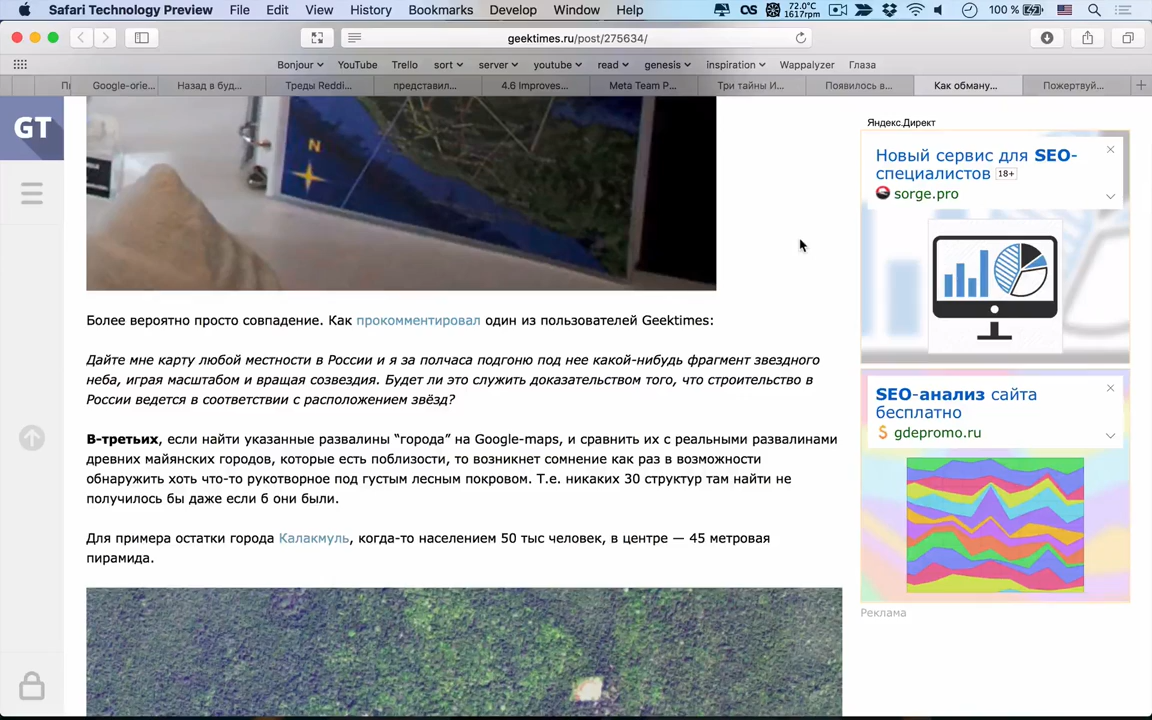 Safari Technology Preview File Edit View History Bookmarks Develop Window Help
OS 72.0°C 1617rpm 100 %
geektimes.ru/post/275634/
Bonjour YouTube Trello sort server youtube read genesis inspiration Wappalyzer Глаза
Пі Google-orie... Назад в буд... Треды Reddi... представил... 4.6 Improves... Meta Team P... Три тайны И... Появилось в... Как обману... Пожертвуй...
GT
N
Яндекс.Директ
Новый сервис для SEO-
специалистов 18+
sorge.pro
Более вероятно просто совпадение. Как прокомментировал один из пользователей Geektimes:
Дайте мне карту любой местности в России и я за полчаса подгоню под нее какой-нибудь фрагмент звездного
неба, играя масштабом и вращая созвездия. Будет ли это служить доказательством того, что строительство в
России ведется в соответствии с расположением звёзд?
В-третьих, если найти указанные развалины “города” на Google-maps, и сравнить их с реальными развалинами
древних майянских городов, которые есть поблизости, то возникнет сомнение как раз в возможности
обнаружить хоть что-то рукотворное под густым лесным покровом. Т.е. никаких 30 структур там найти не
получилось бы даже если б они были.
Для примера остатки города Калакмуль, когда-то населением 50 тыс человек, в центре — 45 метровая
пирамида.
SEO-анализ сайта
бесплатно
gdepromo.ru
Реклама